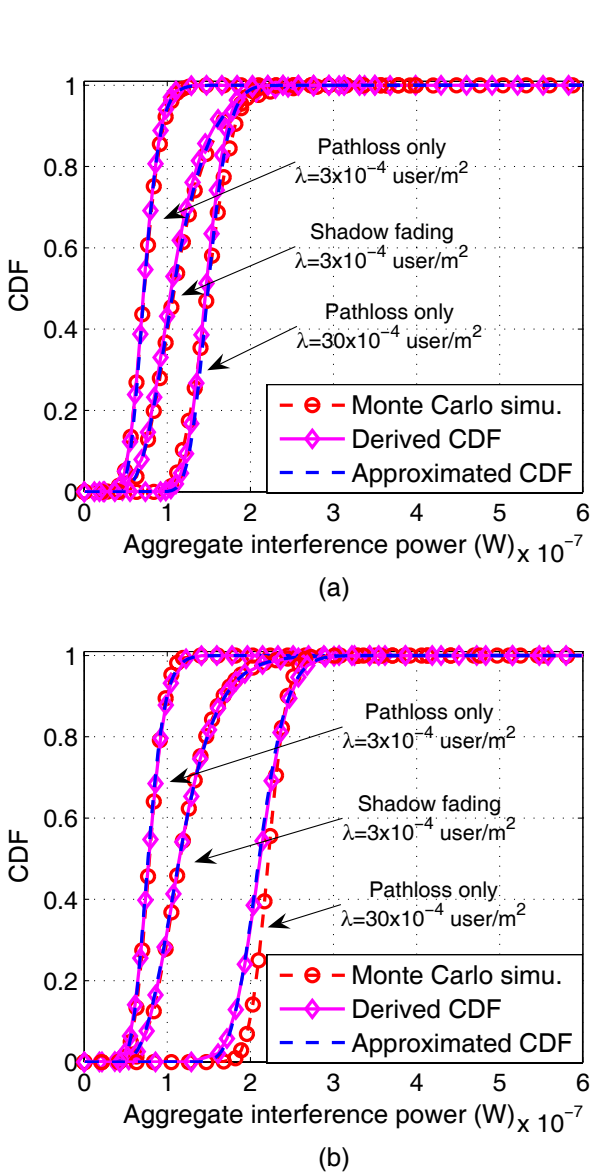 1
0.8
0.6
0.4
0.2
0
CDF
Pathloss only
λ=3x10⁻⁴ user/m²
Shadow fading
λ=3x10⁻⁴ user/m²
Pathloss only
λ=30x10⁻⁴ user/m²
Monte Carlo simu.
Derived CDF
Approximated CDF
0 1 2 3 4 5 6
Aggregate interference power (W) x 10⁻⁷
(a)
1
0.8
0.6
0.4
0.2
0
CDF
Pathloss only
λ=3x10⁻⁴ user/m²
Shadow fading
λ=3x10⁻⁴ user/m²
Pathloss only
λ=30x10⁻⁴ user/m²
Monte Carlo simu.
Derived CDF
Approximated CDF
0 1 2 3 4 5 6
Aggregate interference power (W) x 10⁻⁷
(b)